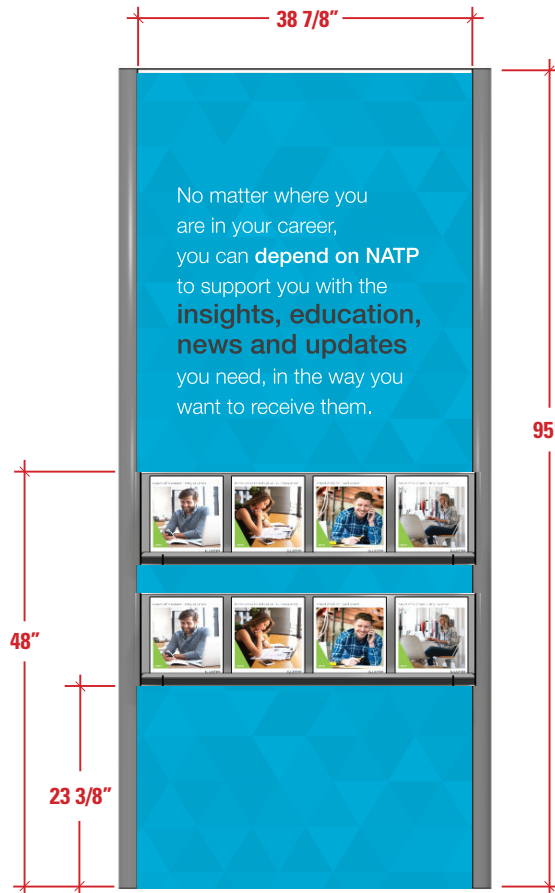 38 7/8”
No matter where you
are in your career,
you can depend on NATP
to support you with the
insights, education,
news and updates
you need, in the way you
want to receive them.
95
48”
23 3/8”